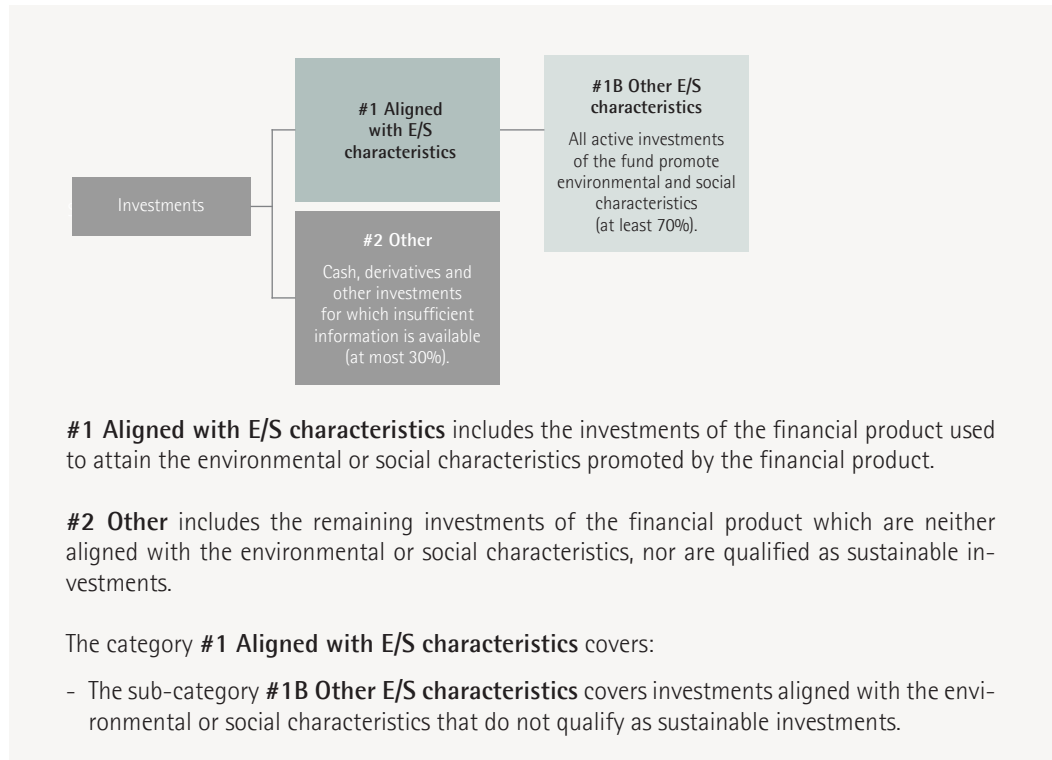 #1 Aligned
with E/S
characteristics
#1B Other E/S
characteristics
All active investments
of the fund promote
environmental and social
characteristics
(at least 70%).
Investments
#2 Other
Cash, derivatives and
other investments
for which insufficient
information is available
(at most 30%).
#1 Aligned with E/S characteristics includes the investments of the financial product used
to attain the environmental or social characteristics promoted by the financial product.
#2 Other includes the remaining investments of the financial product which are neither
aligned with the environmental or social characteristics, nor are qualified as sustainable in-
vestments.
The category #1 Aligned with E/S characteristics covers:
- The sub-category #1B Other E/S characteristics covers investments aligned with the envi-
ronmental or social characteristics that do not qualify as sustainable investments.